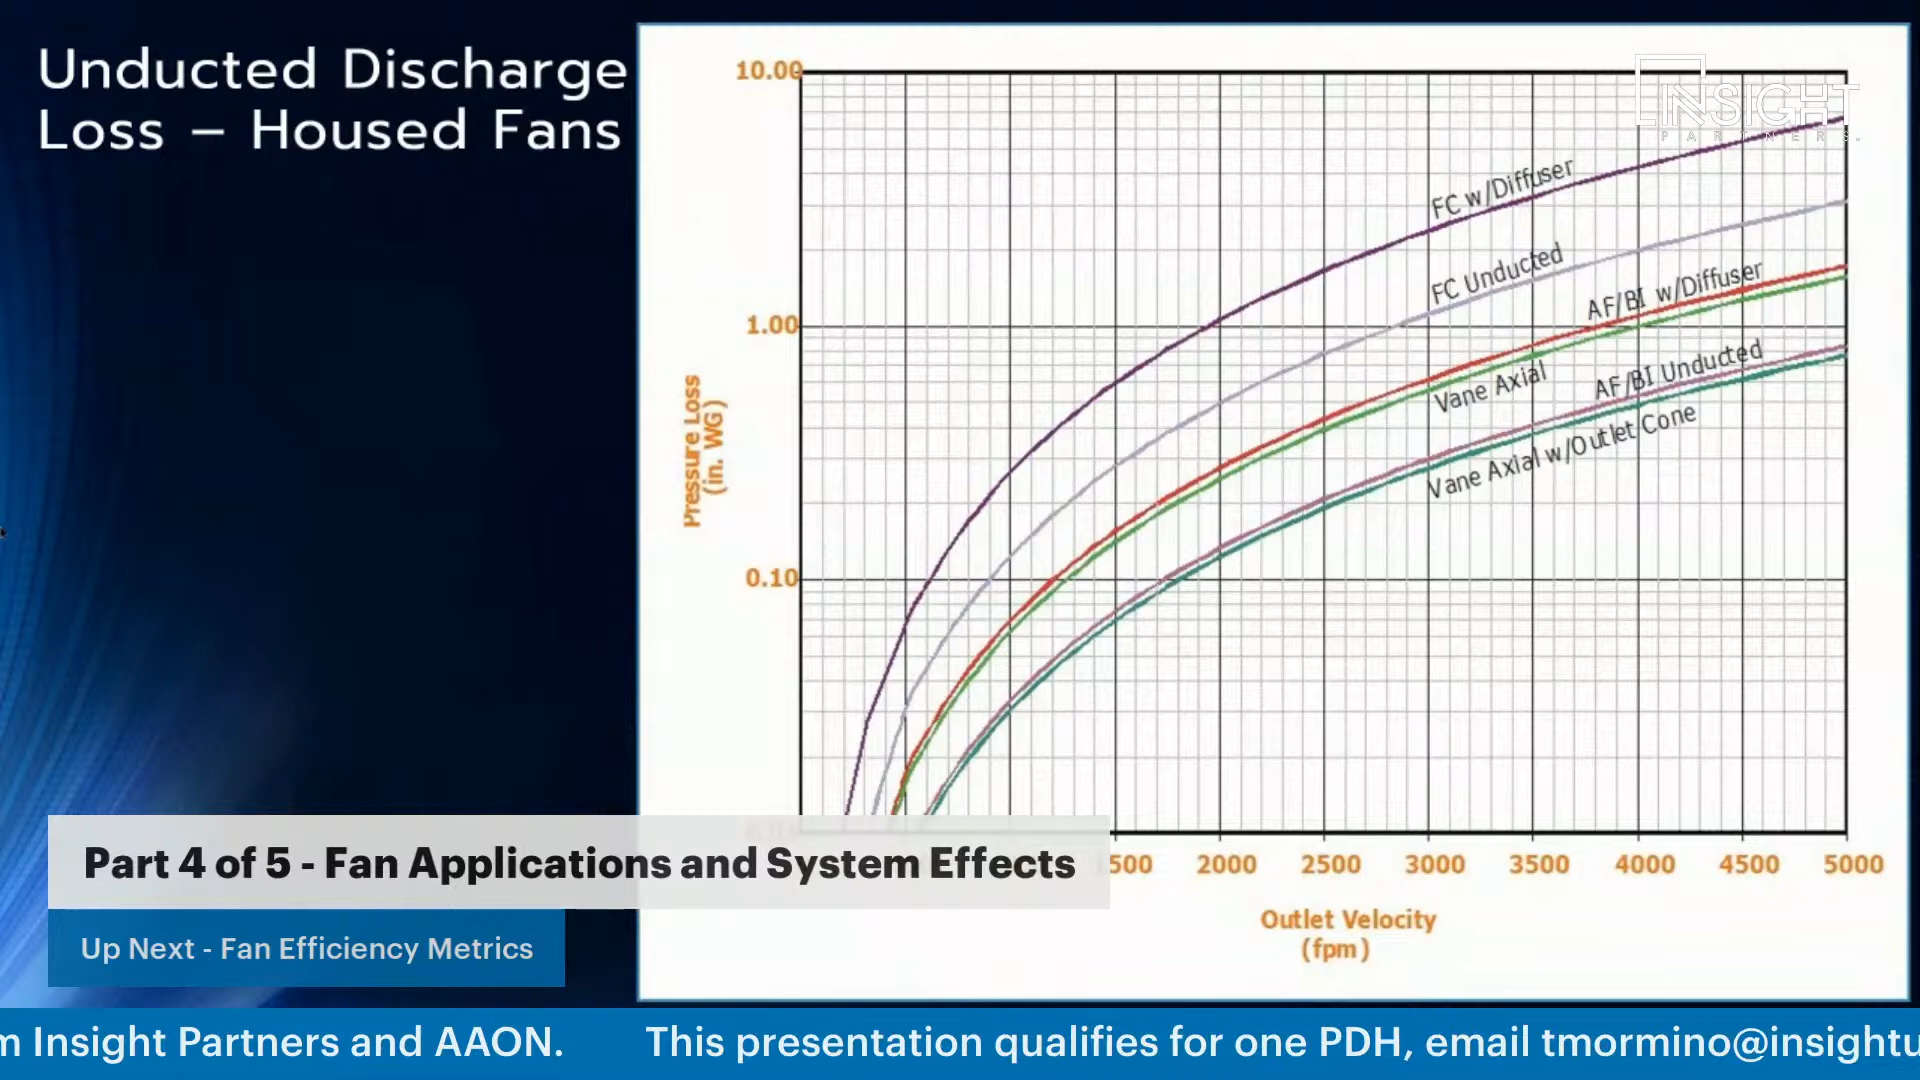 Unducted Discharge
Loss – Housed Fans
INSIGHT
PARTNERS.
10.00
1.00
0.10
Pressure Loss
(in. WG)
FC w/Diffuser
FC Unducted
AF/BI w/Diffuser
Vane Axial
AF/BI Unducted
Vane Axial w/Outlet Cone
1500 2000 2500 3000 3500 4000 4500 5000
Outlet Velocity
(fpm)
Part 4 of 5 - Fan Applications and System Effects
Up Next - Fan Efficiency Metrics
m Insight Partners and AAON. This presentation qualifies for one PDH, email tmormino@insightu